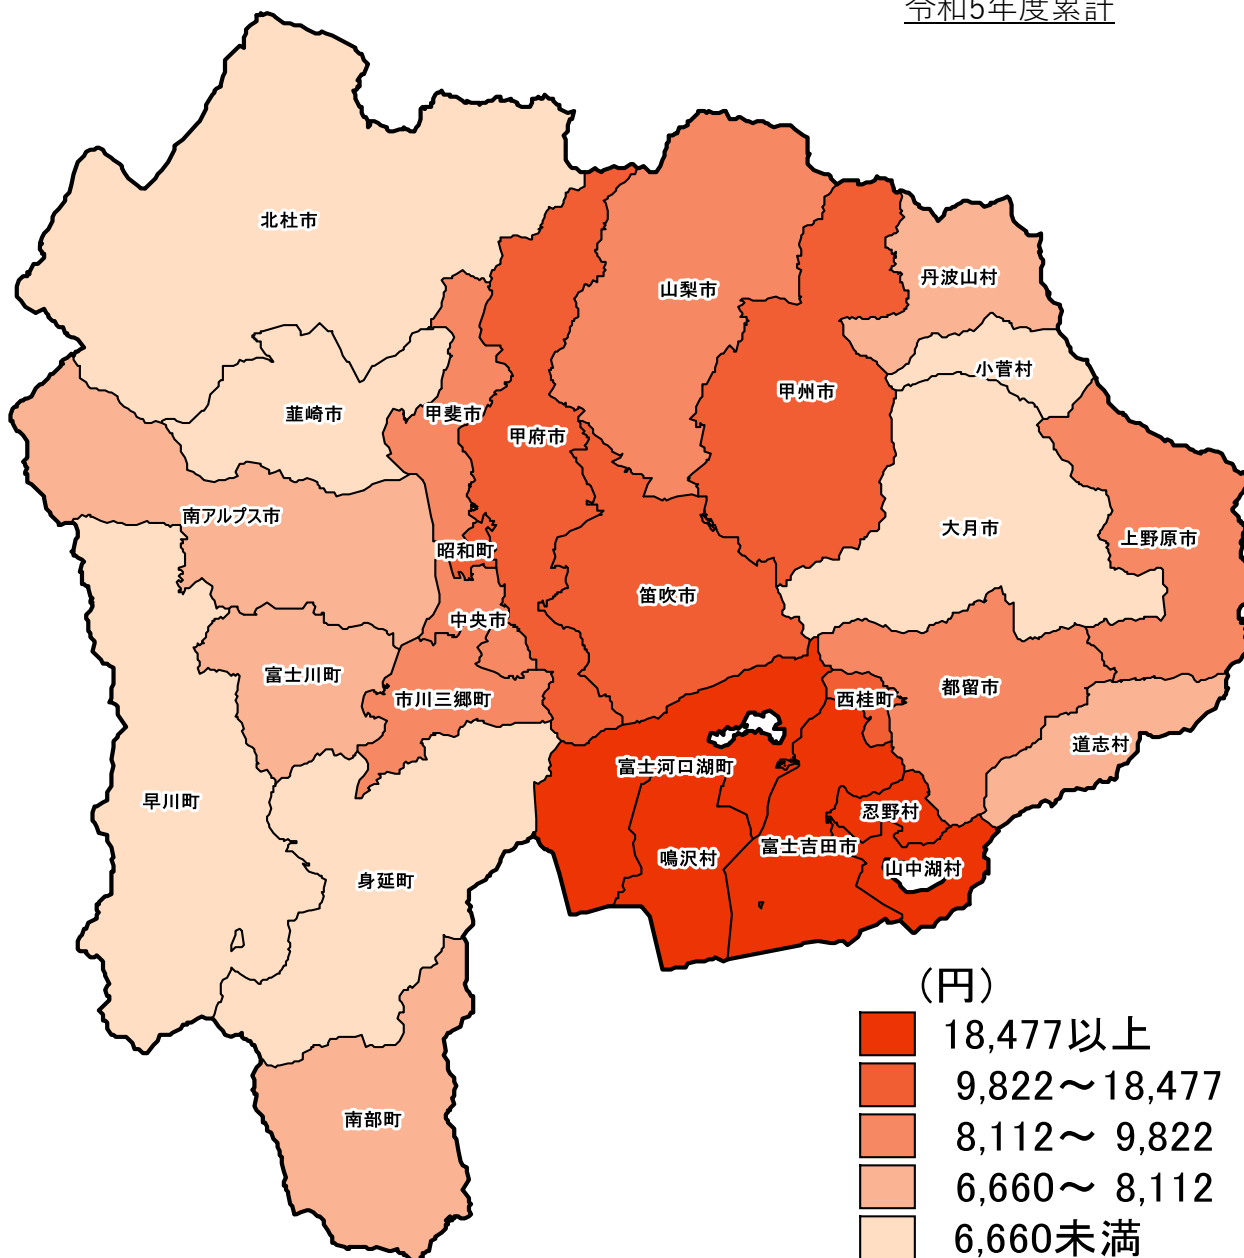 令和5年度累計
北杜市
山梨市
丹波山村
小菅村
甲州市
韮崎市
甲斐市
甲府市
南アルプス市
大月市
上野原市
昭和町
笛吹市
中央市
富士川町
市川三郷町
西桂町
都留市
道志村
富士河口湖町
早川町
忍野村
富士吉田市
鳴沢村
山中湖村
身延町
南部町
(円)
18,477以上
9,822～18,477
8,112～ 9,822
6,660～ 8,112
6,660未満